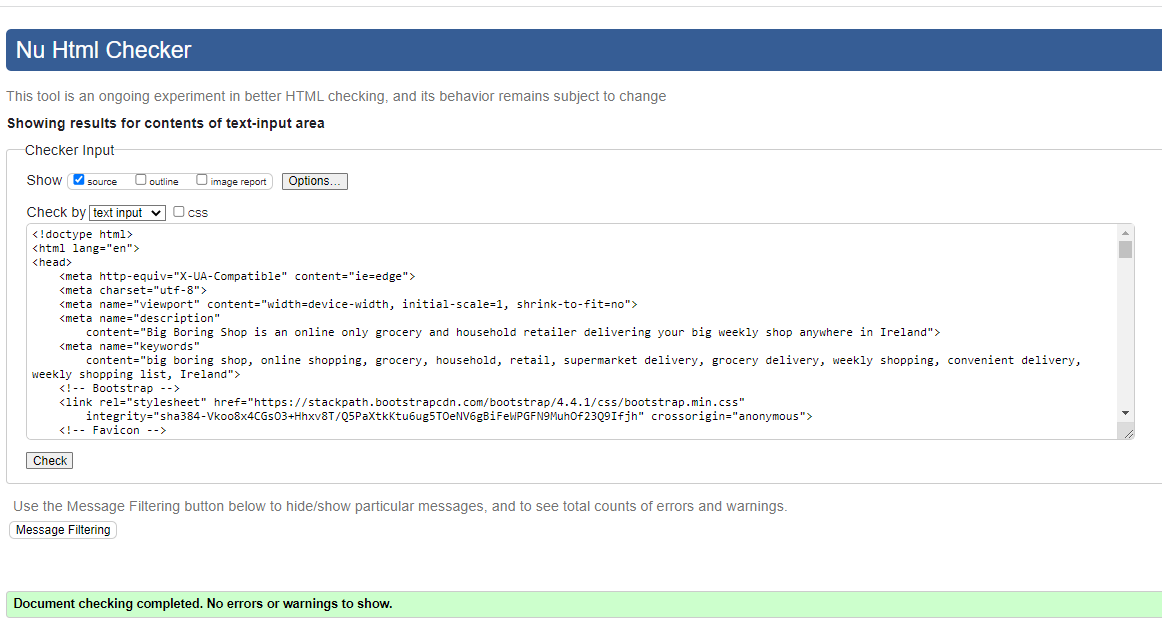 Nu Html Checker
This tool is an ongoing experiment in better HTML checking, and its behavior remains subject to change
Showing results for contents of text-input area
Checker Input
Show source outline image report Options...
Check by text input CSS
<!doctype html>
<html lang="en">
<head>
<meta http-equiv="X-UA-Compatible" content="ie=edge">
<meta charset="utf-8">
<meta name="viewport" content="width=device-width, initial-scale=1, shrink-to-fit=no">
<meta name="description"
content="Big Boring Shop is an online only grocery and household retailer delivering your big weekly shop anywhere in Ireland">
<meta name="keywords"
content="big boring shop, online shopping, grocery, household, retail, supermarket delivery, grocery delivery, weekly shopping, convenient delivery,
weekly shopping list, Ireland">
<!-- Bootstrap -->
<link rel="stylesheet" href="https://stackpath.bootstrapcdn.com/bootstrap/4.4.1/css/bootstrap.min.css"
integrity="sha384-Vkoo8x4CGsO3+Hhxv8T/Q5PaXtkKtu6ug5TOeNV6gBiFeWPGFN9MuhOf23Q9Ifjh" crossorigin="anonymous">
<!-- Favicon -->
Check
Use the Message Filtering button below to hide/show particular messages, and to see total counts of errors and warnings.
Message Filtering
Document checking completed. No errors or warnings to show.